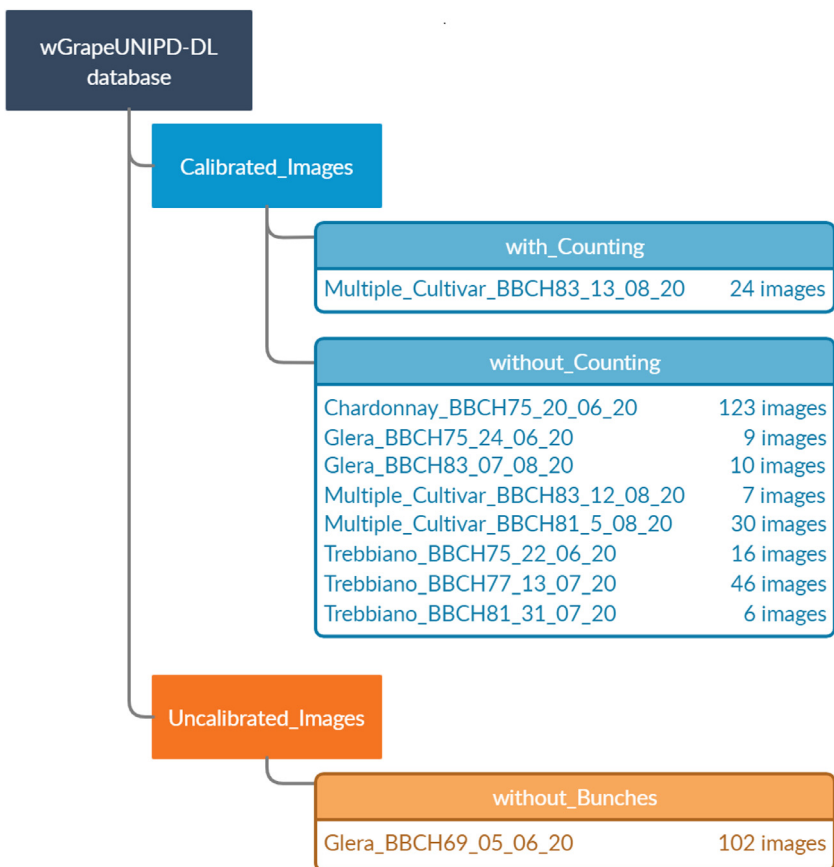 wGrapeUNIPD-DL
database
Calibrated_Images
with_Counting
Multiple_Cultivar_BBCH83_13_08_20 24 images
without_Counting
Chardonnay_BBCH75_20_06_20 123 images
Glera_BBCH75_24_06_20 9 images
Glera_BBCH83_07_08_20 10 images
Multiple_Cultivar_BBCH83_12_08_20 7 images
Multiple_Cultivar_BBCH81_5_08_20 30 images
Trebbiano_BBCH75_22_06_20 16 images
Trebbiano_BBCH77_13_07_20 46 images
Trebbiano_BBCH81_31_07_20 6 images
Uncalibrated_Images
without_Bunches
Glera_BBCH69_05_06_20 102 images